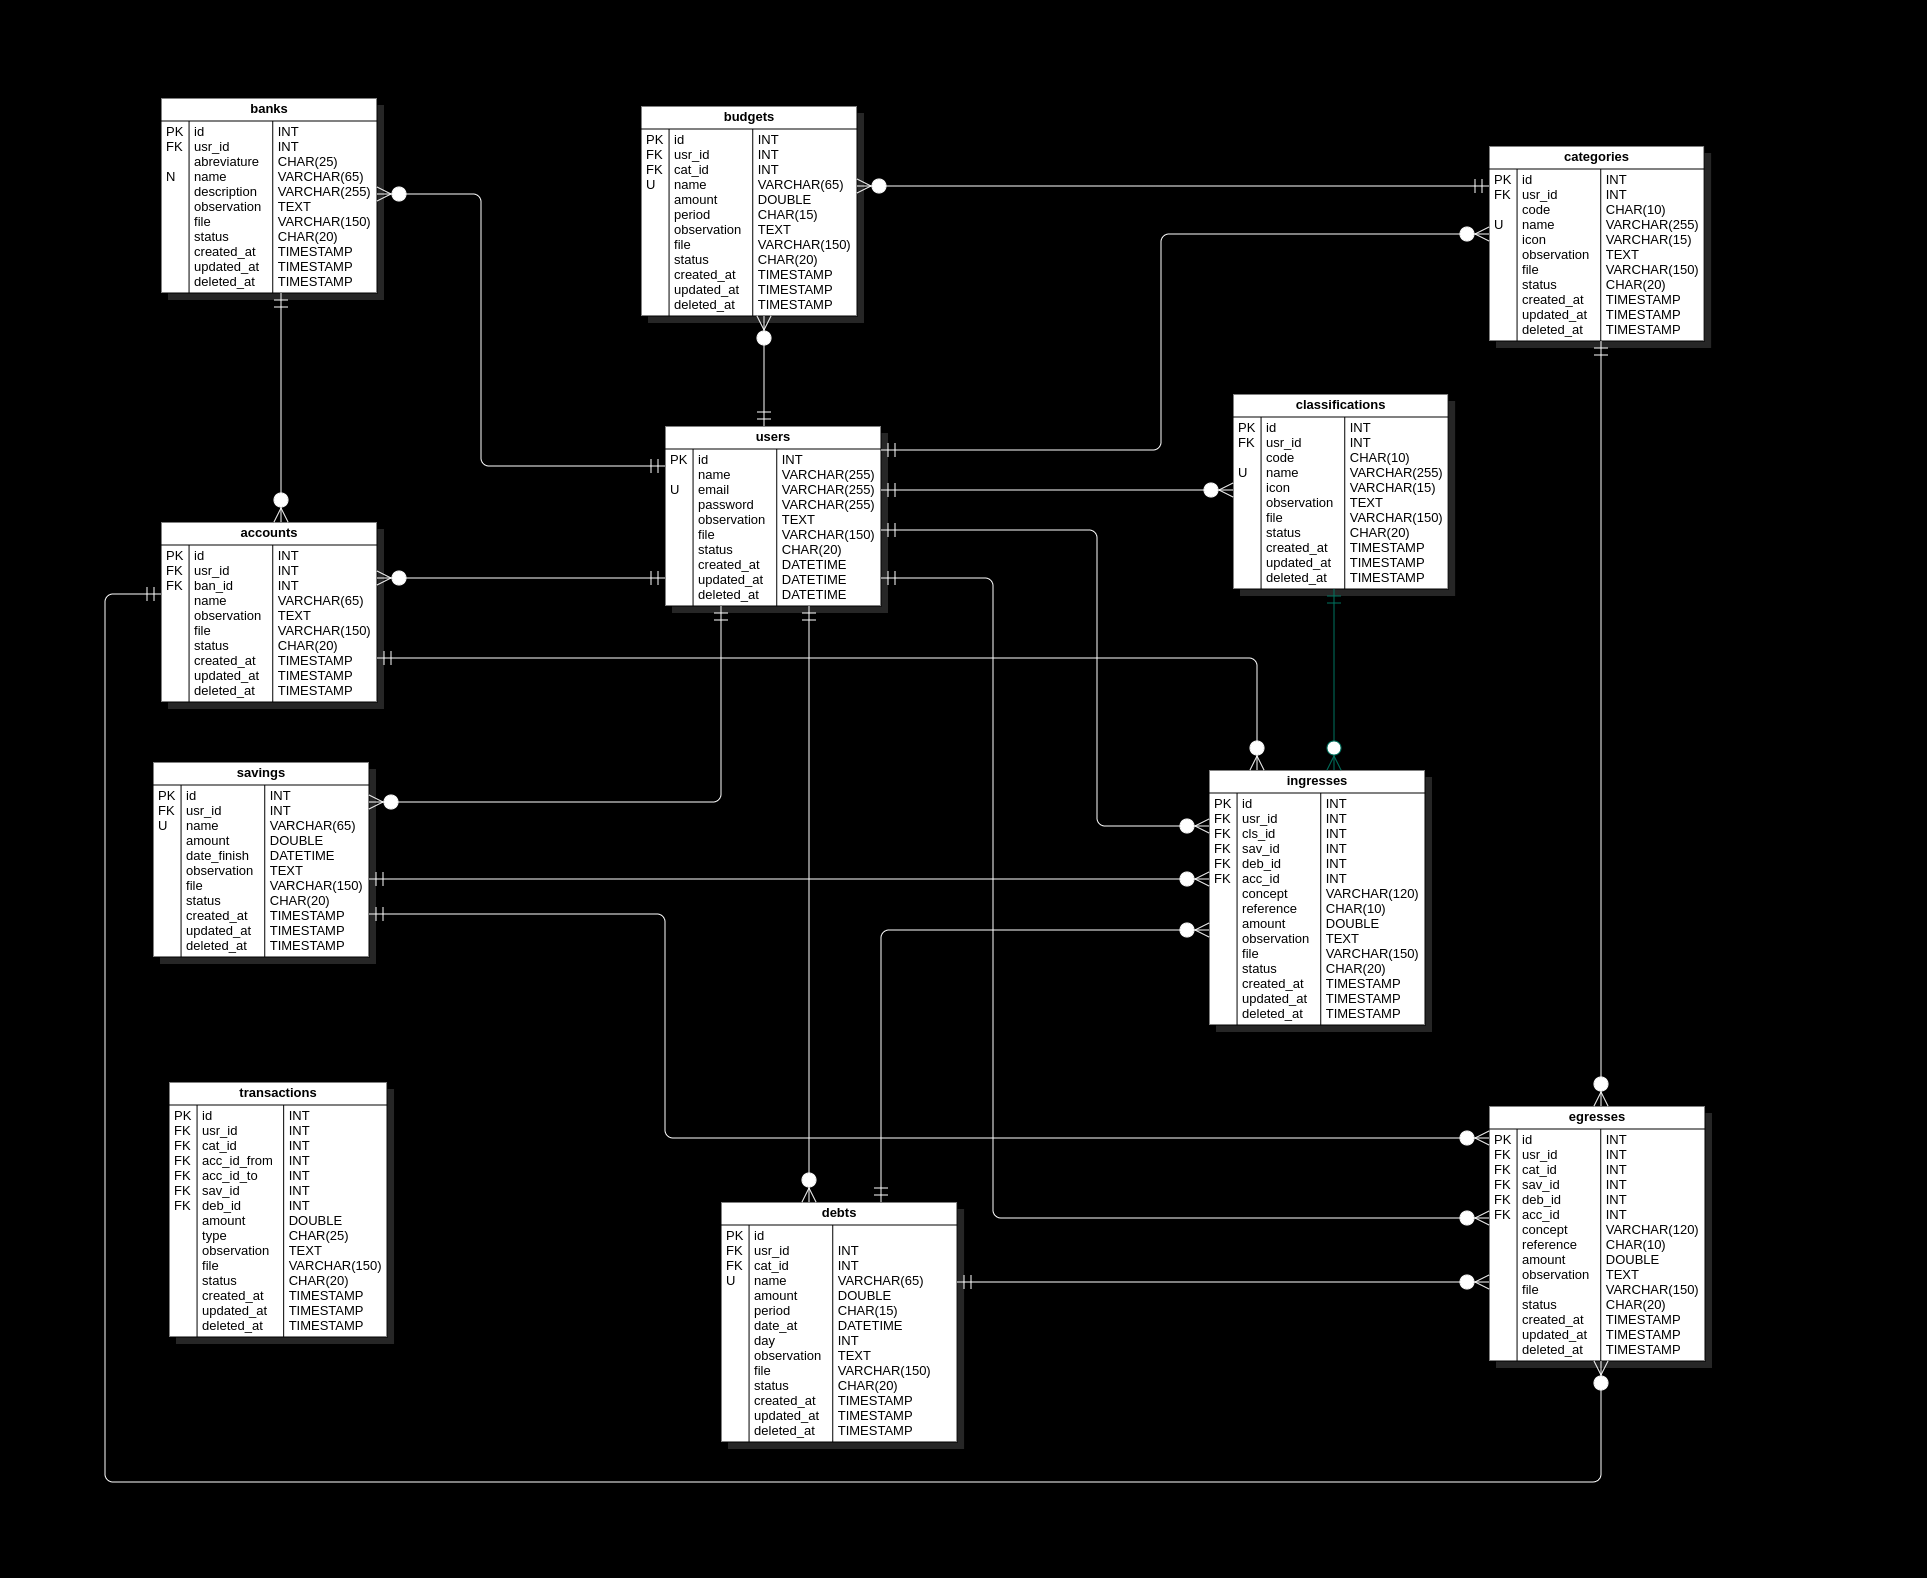 banks
PK id INT
FK usr_id INT
abreviature CHAR(25)
N name VARCHAR(65)
description VARCHAR(255)
observation TEXT
file VARCHAR(150)
status CHAR(20)
created_at TIMESTAMP
updated_at TIMESTAMP
deleted_at TIMESTAMP
budgets
PK id INT
FK usr_id INT
FK cat_id INT
U name VARCHAR(65)
amount DOUBLE
period CHAR(15)
observation TEXT
file VARCHAR(150)
status CHAR(20)
created_at TIMESTAMP
updated_at TIMESTAMP
deleted_at TIMESTAMP
categories
PK id INT
FK usr_id INT
code CHAR(10)
U name VARCHAR(255)
icon VARCHAR(15)
observation TEXT
file VARCHAR(150)
status CHAR(20)
created_at TIMESTAMP
updated_at TIMESTAMP
deleted_at TIMESTAMP
users
PK id INT
name VARCHAR(255)
U email VARCHAR(255)
password VARCHAR(255)
observation TEXT
file VARCHAR(150)
status CHAR(20)
created_at DATETIME
updated_at DATETIME
deleted_at DATETIME
classifications
PK id INT
FK usr_id INT
code CHAR(10)
U name VARCHAR(255)
icon VARCHAR(15)
observation TEXT
file VARCHAR(150)
status CHAR(20)
created_at TIMESTAMP
updated_at TIMESTAMP
deleted_at TIMESTAMP
accounts
PK id INT
FK usr_id INT
FK ban_id INT
name VARCHAR(65)
observation TEXT
file VARCHAR(150)
status CHAR(20)
created_at TIMESTAMP
updated_at TIMESTAMP
deleted_at TIMESTAMP
savings
PK id INT
FK usr_id INT
U name VARCHAR(65)
amount DOUBLE
date_finish DATETIME
observation TEXT
file VARCHAR(150)
status CHAR(20)
created_at TIMESTAMP
updated_at TIMESTAMP
deleted_at TIMESTAMP
ingresses
PK id INT
FK usr_id INT
FK cls_id INT
FK sav_id INT
FK deb_id INT
FK acc_id INT
concept VARCHAR(120)
reference CHAR(10)
amount DOUBLE
observation TEXT
file VARCHAR(150)
status CHAR(20)
created_at TIMESTAMP
updated_at TIMESTAMP
deleted_at TIMESTAMP
transactions
PK id INT
FK usr_id INT
FK cat_id INT
FK acc_id_from INT
FK acc_id_to INT
FK sav_id INT
FK deb_id INT
amount DOUBLE
type CHAR(25)
observation TEXT
file VARCHAR(150)
status CHAR(20)
created_at TIMESTAMP
updated_at TIMESTAMP
deleted_at TIMESTAMP
debts
PK id
FK usr_id INT
FK cat_id INT
U name VARCHAR(65)
amount DOUBLE
period CHAR(15)
date_at DATETIME
day INT
observation TEXT
file VARCHAR(150)
status CHAR(20)
created_at TIMESTAMP
updated_at TIMESTAMP
deleted_at TIMESTAMP
egresses
PK id INT
FK usr_id INT
FK cat_id INT
FK sav_id INT
FK deb_id INT
FK acc_id INT
concept VARCHAR(120)
reference CHAR(10)
amount DOUBLE
observation TEXT
file VARCHAR(150)
status CHAR(20)
created_at TIMESTAMP
updated_at TIMESTAMP
deleted_at TIMESTAMP